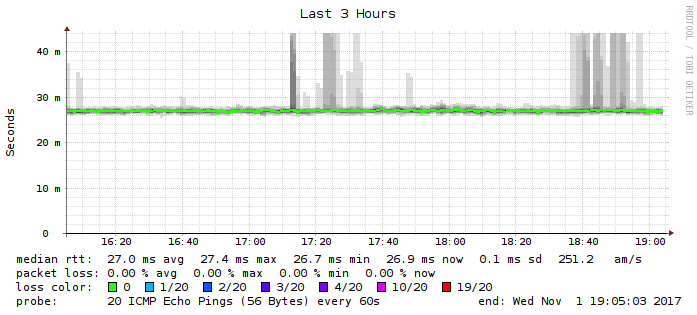 Last 3 Hours
RRDTOOL / TOBI OETIKER
Seconds
40 m
30 m
20 m
10 m
0
16:20 16:40 17:00 17:20 17:40 18:00 18:20 18:40 19:00
median rtt: 27.0 ms avg 27.4 ms max 26.7 ms min 26.9 ms now 0.1 ms sd 251.2 am/s
packet loss: 0.00 % avg 0.00 % max 0.00 % min 0.00 % now
loss color: 0 1/20 2/20 3/20 4/20 10/20 19/20
probe: 20 ICMP Echo Pings (56 Bytes) every 60s end: Wed Nov 1 19:05:03 2017